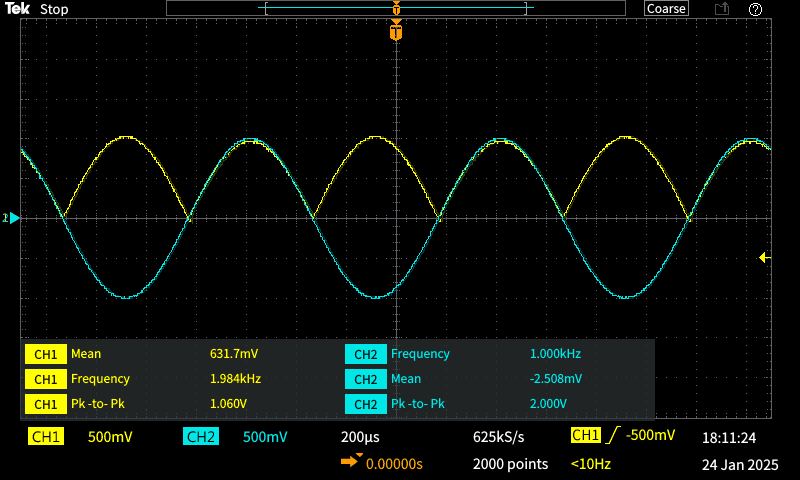 Tek Stop Coarse
T
T
2
CH1 Mean 631.7mV CH2 Frequency 1.000kHz
CH1 Frequency 1.984kHz CH2 Mean -2.508mV
CH1 Pk -to- Pk 1.060V CH2 Pk -to- Pk 2.000V
CH1 500mV CH2 500mV 200µs 625kS/s CH1 -500mV 18:11:24
0.00000s 2000 points <10Hz 24 Jan 2025